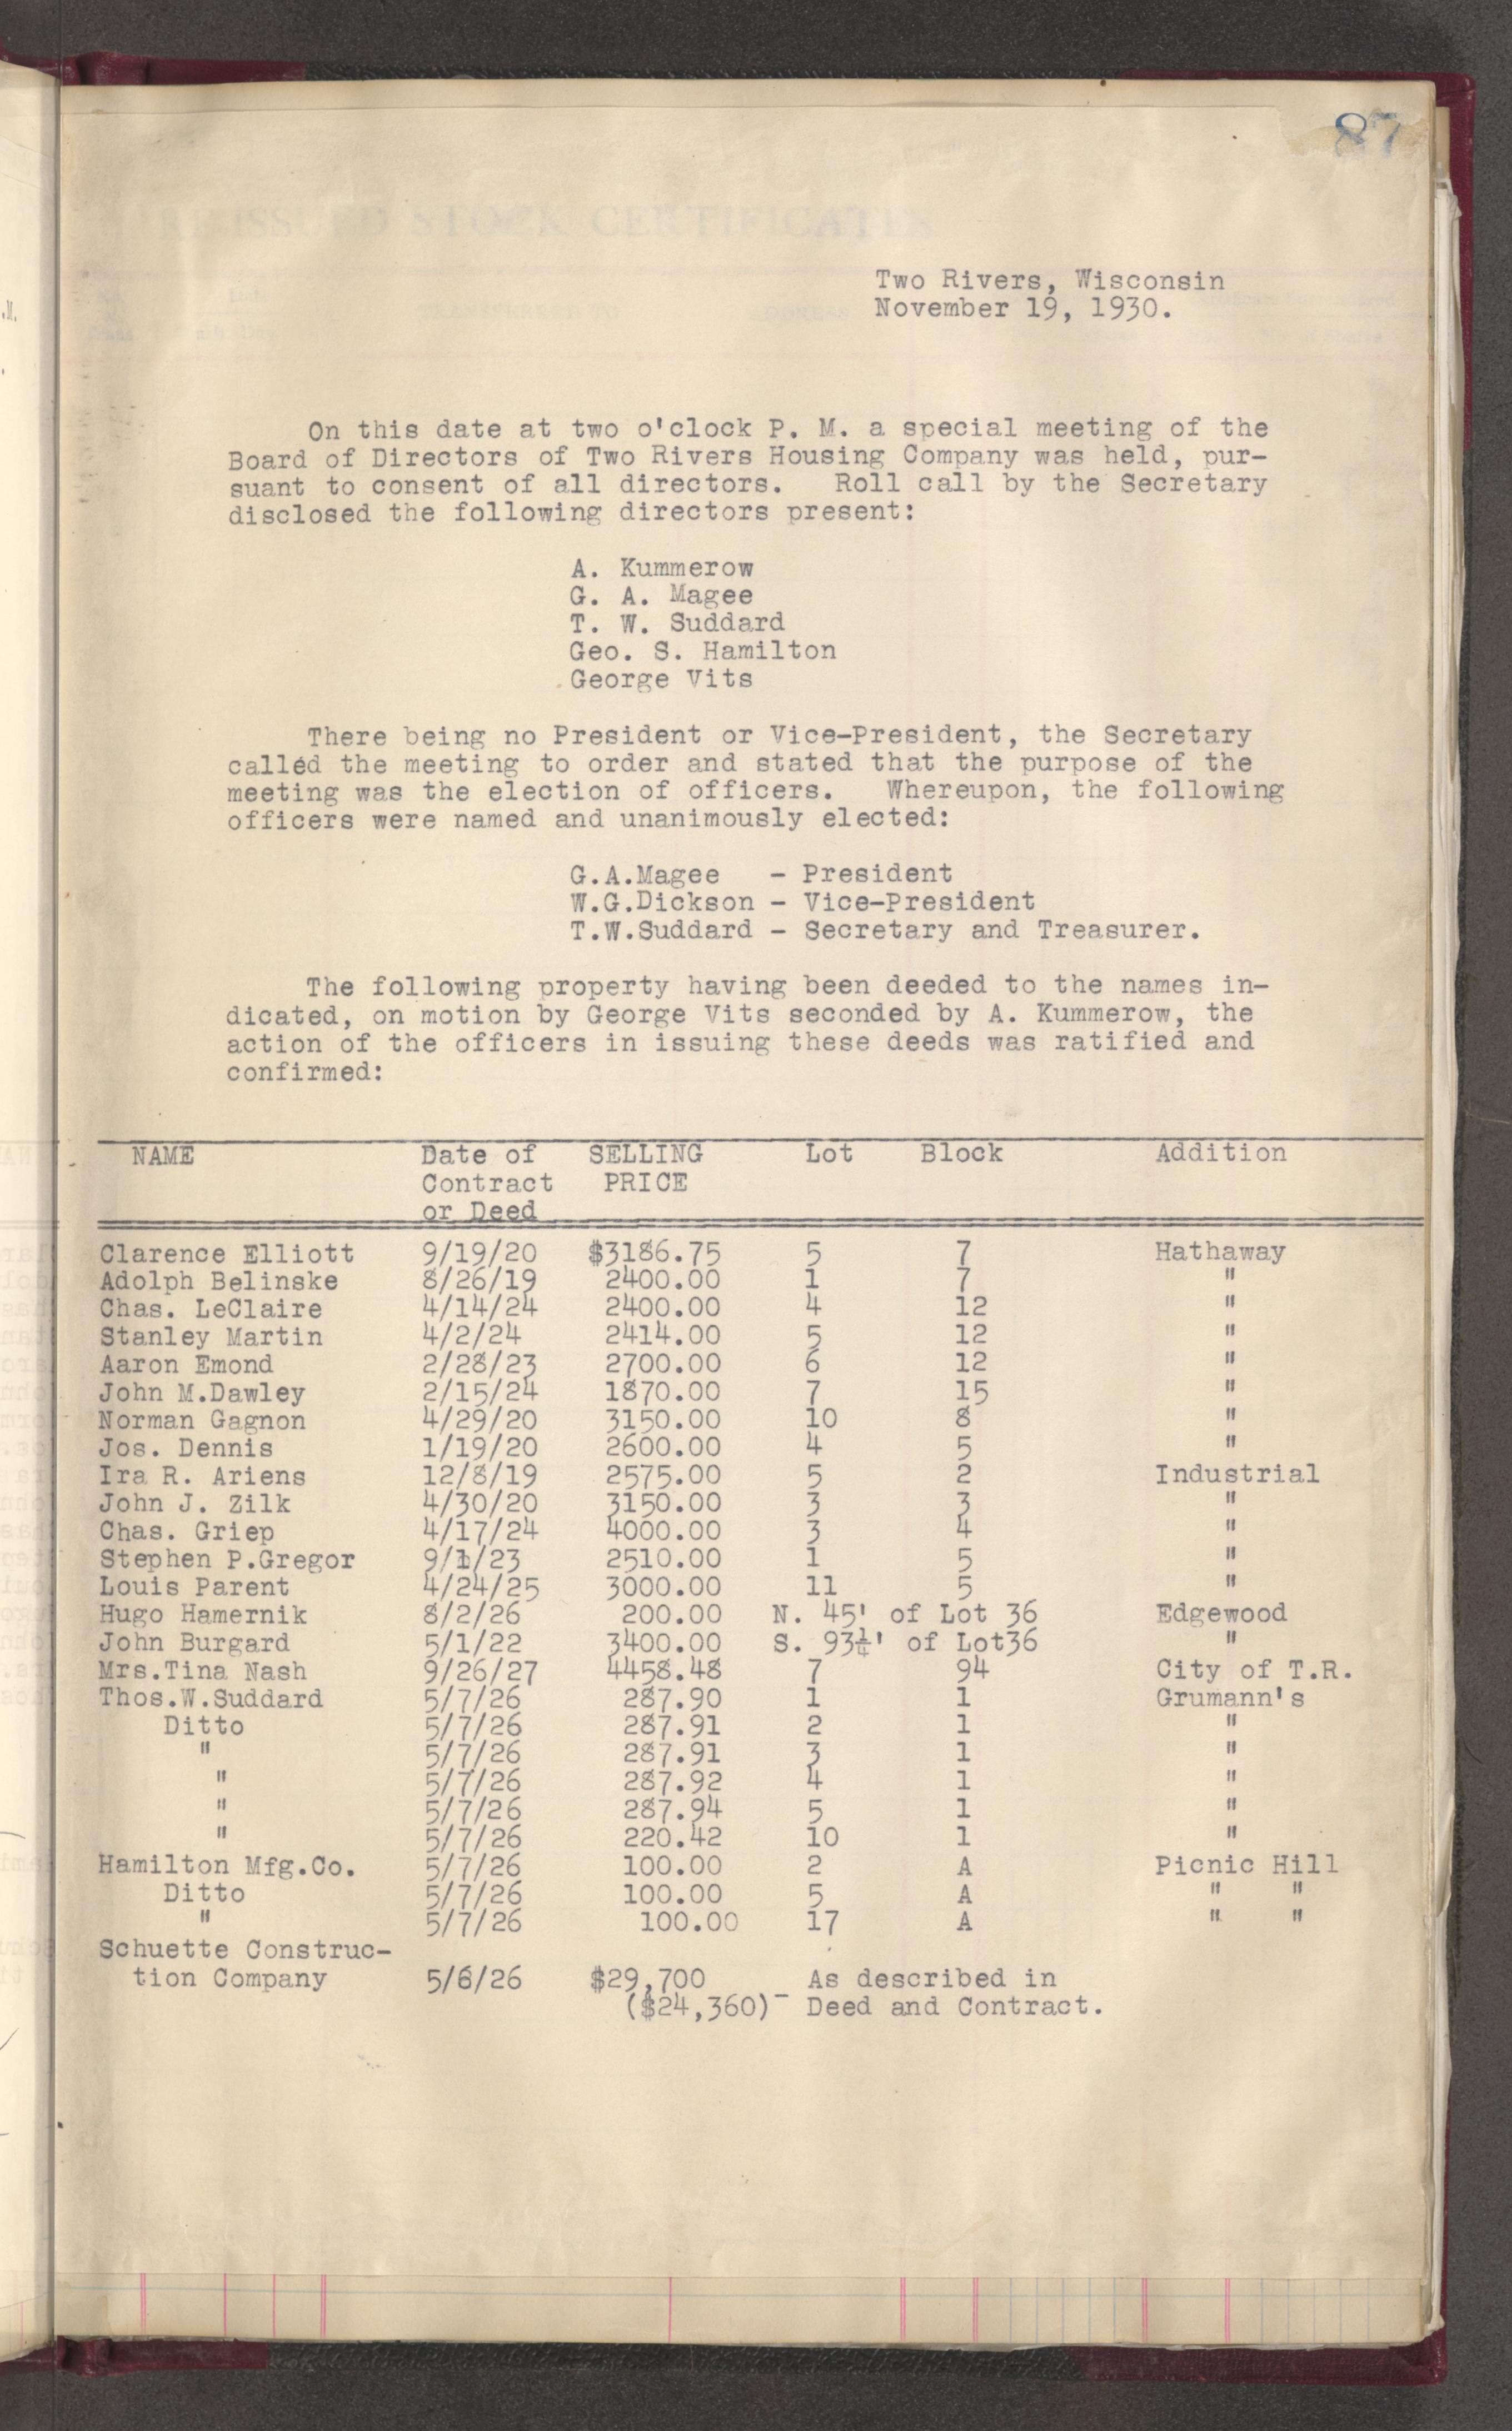 87
RE-ISSUED STOCK CERTIFICATES
Two Rivers, Wisconsin
November 19, 1930.
On this date at two o'clock P. M. a special meeting of the
Board of Directors of Two Rivers Housing Company was held, pur-
suant to consent of all directors. Roll call by the Secretary
disclosed the following directors present:
A. Kummerow
G. A. Magee
T. W. Suddard
Geo. S. Hamilton
George Vits
There being no President or Vice-President, the Secretary
called the meeting to order and stated that the purpose of the
meeting was the election of officers. Whereupon, the following
officers were named and unanimously elected:
G.A.Magee - President
W.G.Dickson - Vice-President
T.W.Suddard - Secretary and Treasurer.
The following property having been deeded to the names in-
dicated, on motion by George Vits seconded by A. Kummerow, the
action of the officers in issuing these deeds was ratified and
confirmed:
NAME Date of SELLING Lot Block Addition
Contract PRICE
or Deed
Clarence Elliott 9/19/20 $3186.75 5 7 Hathaway
Adolph Belinske 8/26/19 2400.00 1 7 "
Chas. LeClaire 4/14/24 2400.00 4 12 "
Stanley Martin 4/2/24 2414.00 5 12 "
Aaron Emond 2/28/23 2700.00 6 12 "
John M.Dawley 2/15/24 1870.00 7 15 "
Norman Gagnon 4/29/20 3150.00 10 8 "
Jos. Dennis 1/19/20 2600.00 4 5 "
Ira R. Ariens 12/8/19 2575.00 5 2 Industrial
John J. Zilk 4/30/20 3150.00 3 3 "
Chas. Griep 4/17/24 4000.00 3 4 "
Stephen P.Gregor 9/1/23 2510.00 1 5 "
Louis Parent 4/24/25 3000.00 11 5 "
Hugo Hamernik 8/2/26 200.00 N. 45' of Lot 36 Edgewood
John Burgard 5/1/22 3400.00 S. 93¼' of Lot36 "
Mrs.Tina Nash 9/26/27 4458.48 7 94 City of T.R.
Thos.W.Suddard 5/7/26 287.90 1 1 Grumann's
Ditto 5/7/26 287.91 2 1 "
" 5/7/26 287.91 3 1 "
" 5/7/26 287.92 4 1 "
" 5/7/26 287.94 5 1 "
" 5/7/26 220.42 10 1 "
Hamilton Mfg.Co. 5/7/26 100.00 2 A Picnic Hill
Ditto 5/7/26 100.00 5 A " "
" 5/7/26 100.00 17 A " "
Schuette Construc-
tion Company 5/6/26 $29,700 As described in
($24,360)- Deed and Contract.